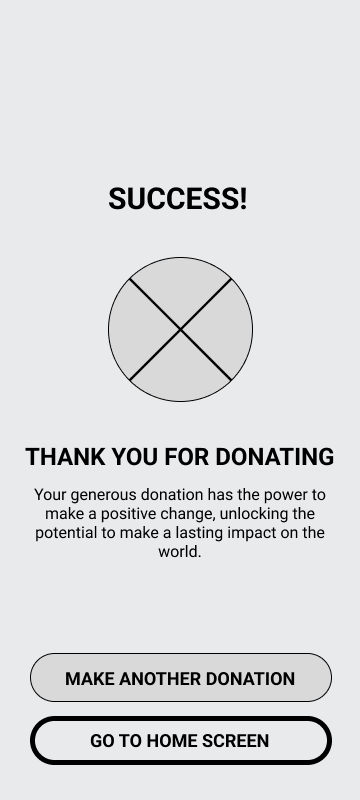 SUCCESS!
THANK YOU FOR DONATING
Your generous donation has the power to
make a positive change, unlocking the
potential to make a lasting impact on the
world.
MAKE ANOTHER DONATION
GO TO HOME SCREEN